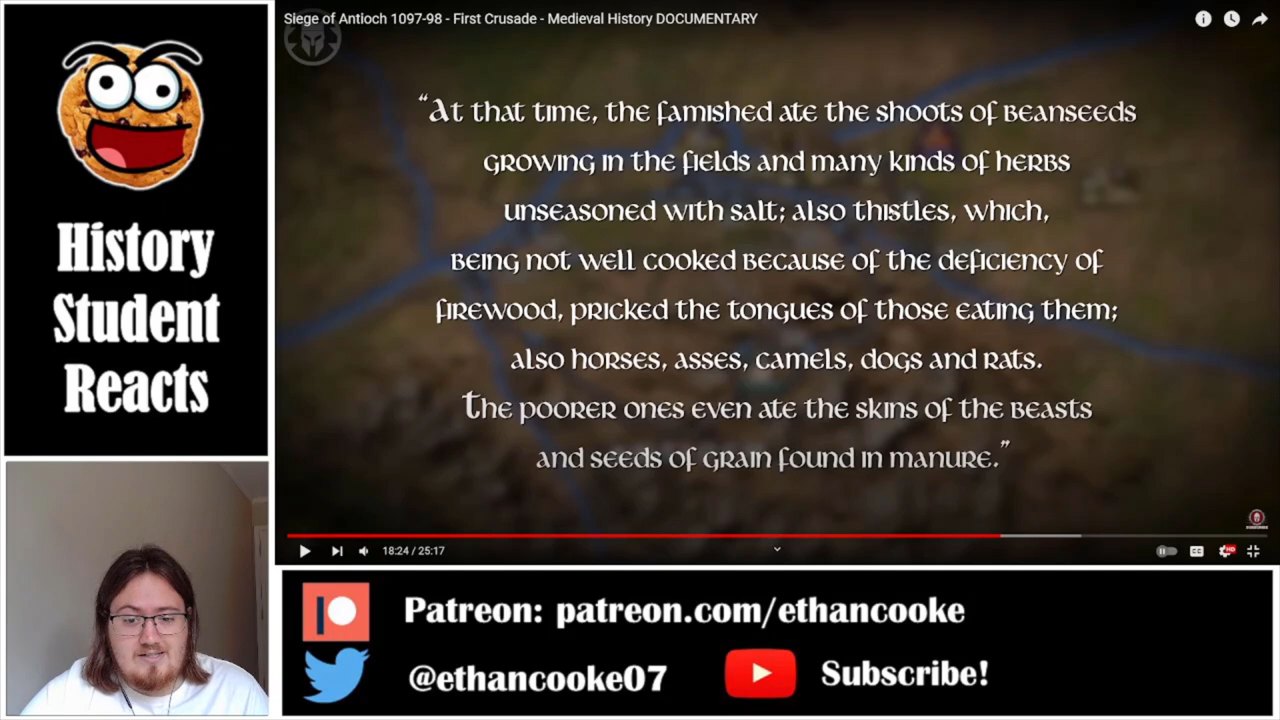 Siege of Antioch 1097-98 - First Crusade - Medieval History DOCUMENTARY
“At that time, the famished ate the shoots of beanseeds
growing in the fields and many kinds of herbs
unseasoned with salt; also thistles, which,
being not well cooked because of the deficiency of
firewood, pricked the tongues of those eating them;
also horses, asses, camels, dogs and rats.
The poorer ones even ate the skins of the beasts
and seeds of grain found in manure.”
18:24 / 25:17
CC
HD
History
Student
Reacts
Patreon: patreon.com/ethancooke
@ethancooke07
Subscribe!